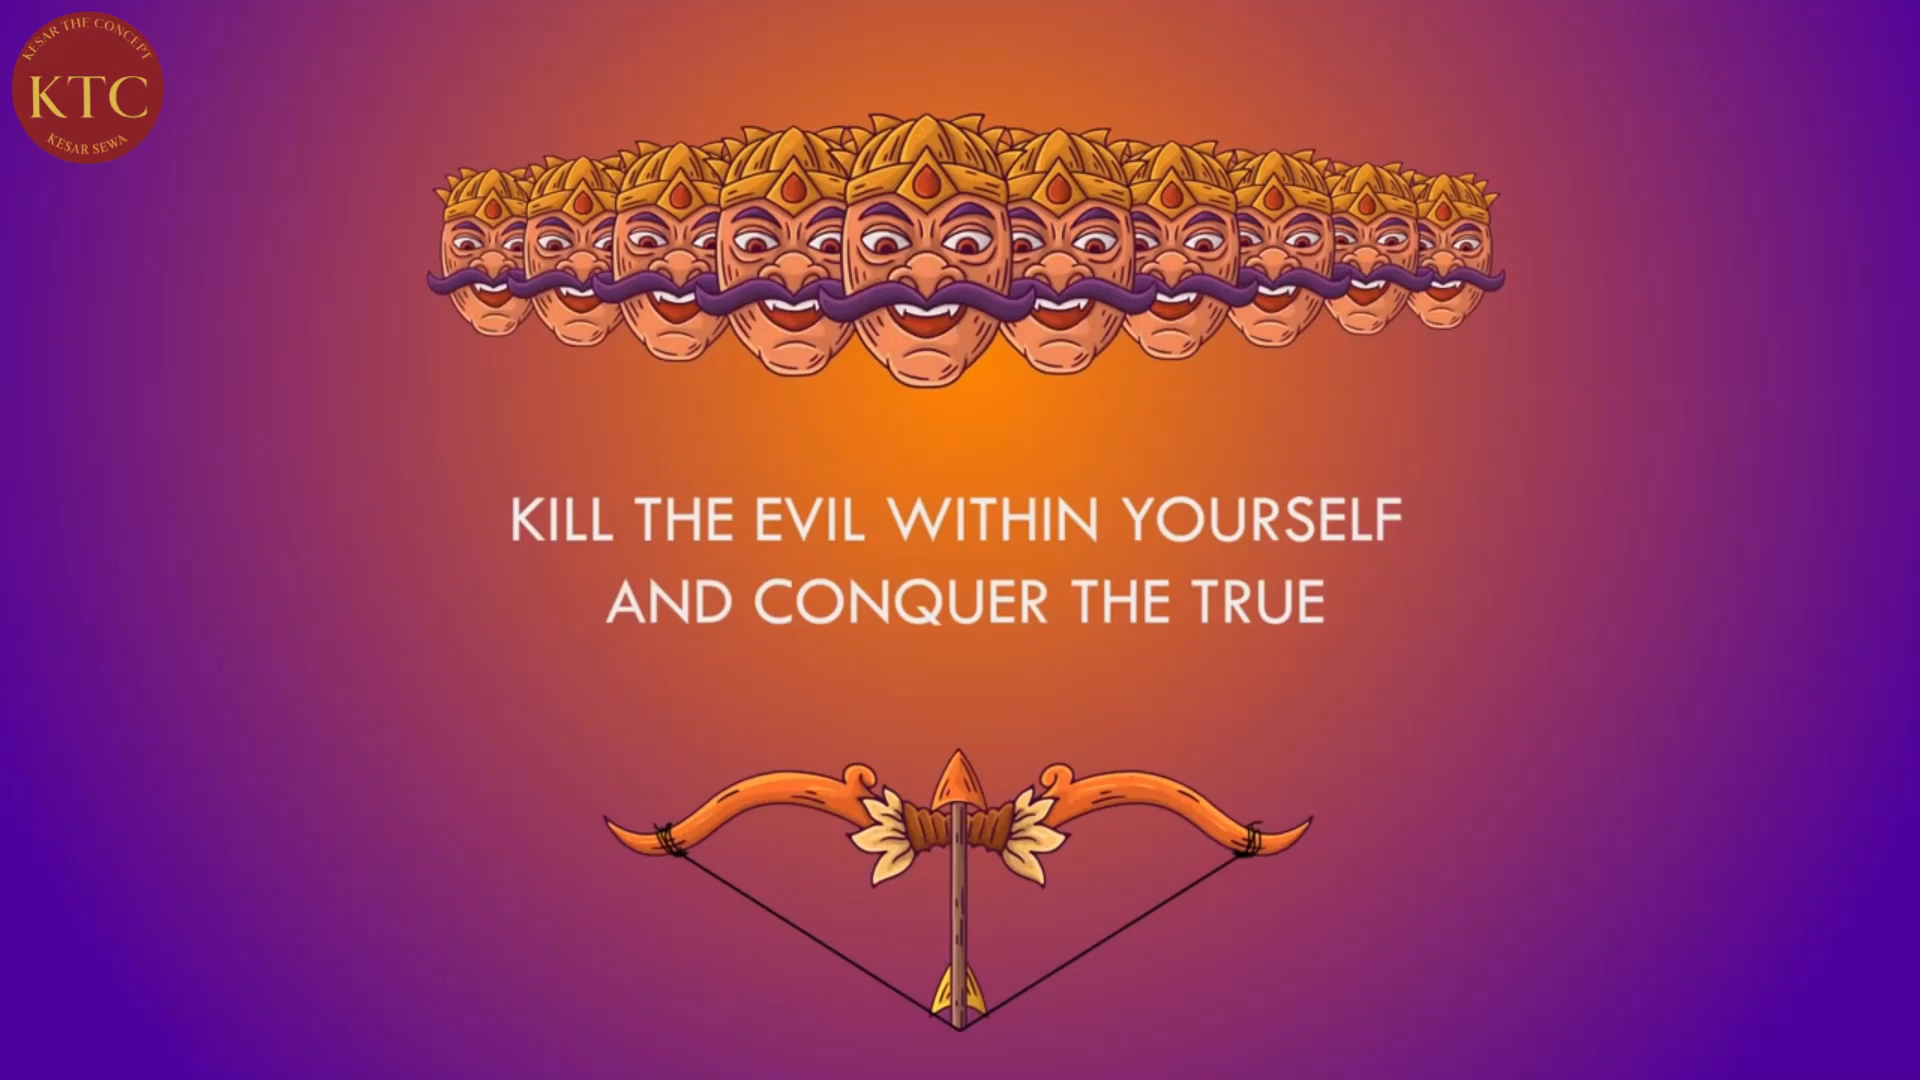 KESAR THE CONCEPT
KTC
KESAR SEWA
KILL THE EVIL WITHIN YOURSELF
AND CONQUER THE TRUE